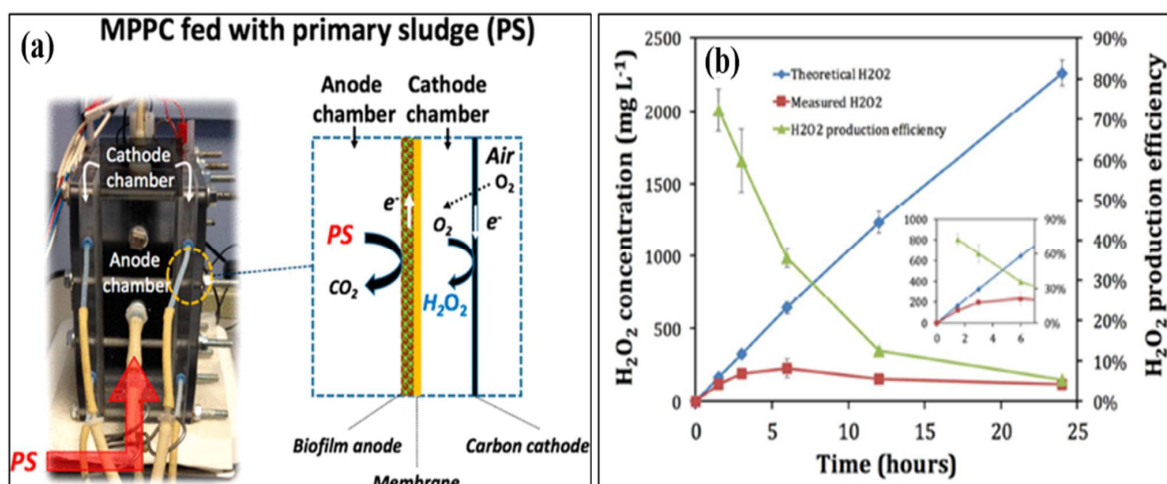 (a)
MPPC fed with primary sludge (PS)
Cathode
chamber
Anode
chamber
PS
Anode
chamber
Cathode
chamber
Air
O₂
e⁻
O₂
e⁻
PS
CO₂
H₂O₂
Biofilm anode
Carbon cathode
Membrane
(b)
H₂O₂ concentration (mg L⁻¹)
2500
2000
1500
1000
500
0
Theoretical H2O2
Measured H2O2
H2O2 production efficiency
1000
800
600
400
200
0
90%
60%
30%
0%
0 2 4 6
90%
80%
70%
60%
50%
40%
30%
20%
10%
0%
H₂O₂ production efficiency
0 5 10 15 20 25
Time (hours)